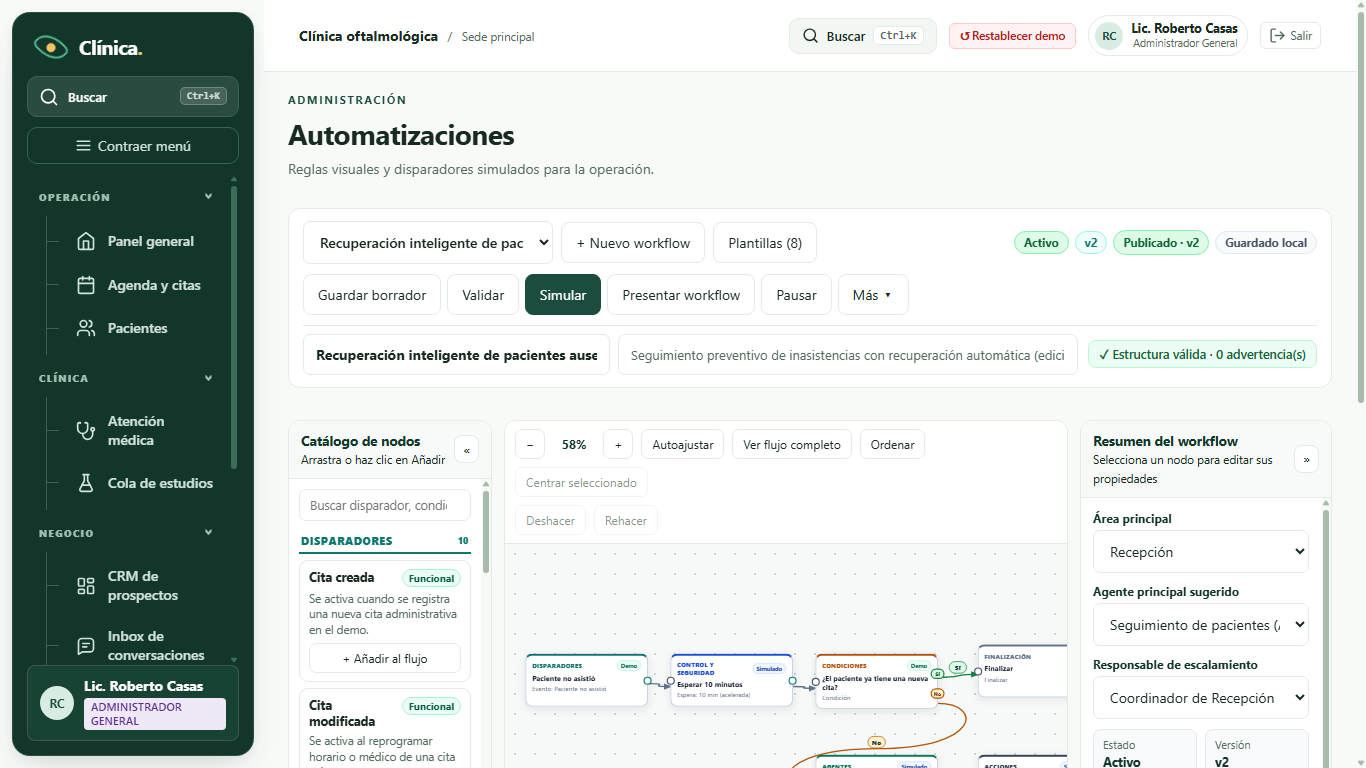 Clínica.
Buscar Ctrl+K
Contraer menú
OPERACIÓN
Panel general
Agenda y citas
Pacientes
CLÍNICA
Atención
médica
Cola de estudios
NEGOCIO
CRM de
prospectos
Inbox de
conversaciones
RC
Lic. Roberto Casas
ADMINISTRADOR
GENERAL
Clínica oftalmológica / Sede principal
Buscar Ctrl+K
↺ Restablecer demo
RC
Lic. Roberto Casas
Administrador General
Salir
ADMINISTRACIÓN
Automatizaciones
Reglas visuales y disparadores simulados para la operación.
Recuperación inteligente de pac
+ Nuevo workflow
Plantillas (8)
Activo
v2
Publicado · v2
Guardado local
Guardar borrador
Validar
Simular
Presentar workflow
Pausar
Más ▾
Recuperación inteligente de pacientes ause
Seguimiento preventivo de inasistencias con recuperación automática (edici
✓ Estructura válida · 0 advertencia(s)
Catálogo de nodos
Arrastra o haz clic en Añadir
«
Buscar disparador, condi
DISPARADORES 10
Cita creada Funcional
Se activa cuando se registra
una nueva cita administrativa
en el demo.
+ Añadir al flujo
Cita
modificada
Funcional
Se activa al reprogramar
horario o médico de una cita
− 58% +
Autoajustar
Ver flujo completo
Ordenar
Centrar seleccionado
Deshacer
Rehacer
DISPARADORES Demo
Paciente no asistió
Evento: Paciente no asistió
CONTROL Y
SEGURIDAD
Simulado
Esperar 10 minutos
Espera: 10 min (acelerada)
CONDICIONES Demo
¿El paciente ya tiene una nueva
cita?
Condición
Sí
No
Sí
FINALIZACIÓN
Finalizar
Finalizar
No
AGENTES Simulado
ACCIONES
Resumen del workflow
Selecciona un nodo para editar sus
propiedades
»
Área principal
Recepción
Agente principal sugerido
Seguimiento de pacientes (
Responsable de escalamiento
Coordinador de Recepción
Estado
Activo
Versión
v2